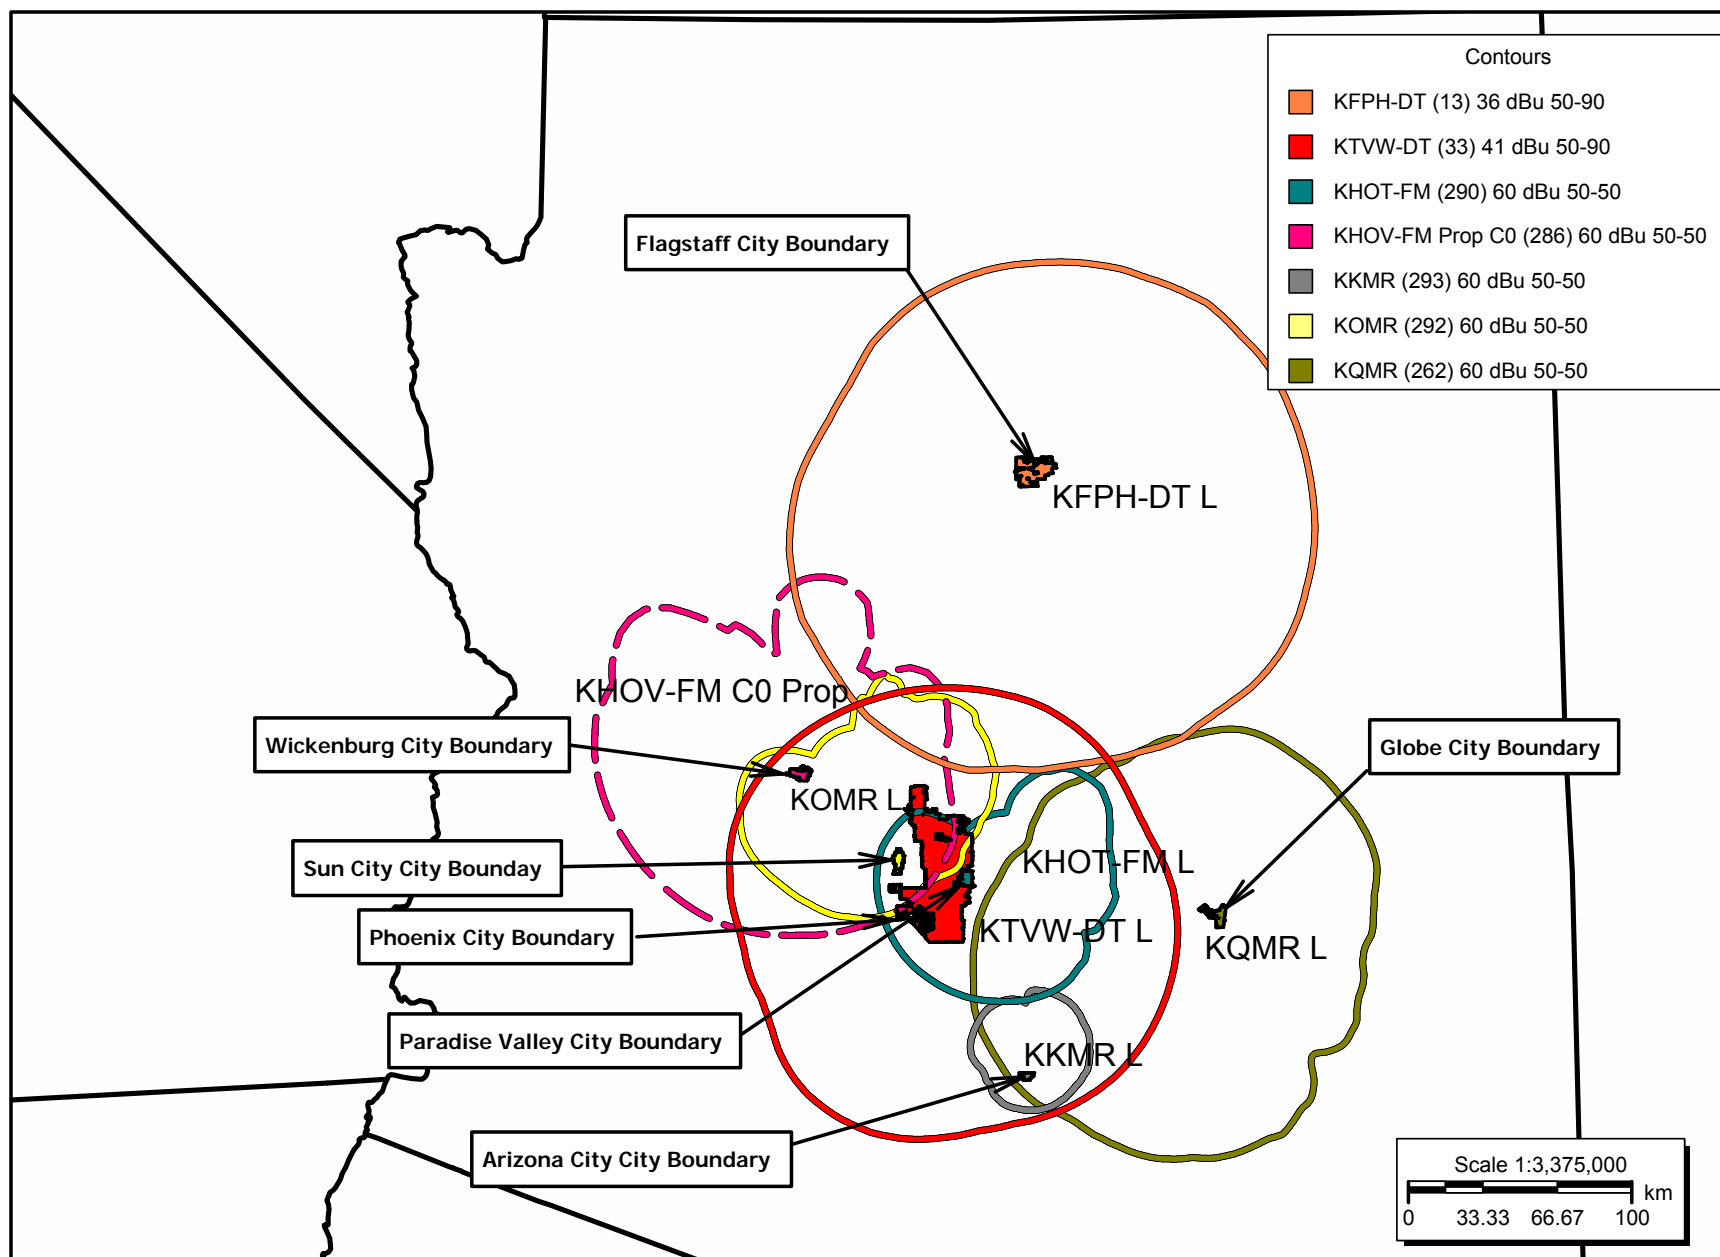 Contours
KFPH-DT (13) 36 dBu 50-90
KTVW-DT (33) 41 dBu 50-90
KHOT-FM (290) 60 dBu 50-50
KHOV-FM Prop C0 (286) 60 dBu 50-50
KKMR (293) 60 dBu 50-50
KOMR (292) 60 dBu 50-50
KQMR (262) 60 dBu 50-50
Flagstaff City Boundary
KFPH-DT L
KHOV-FM C0 Prop
Wickenburg City Boundary
Globe City Boundary
KOMR L
Sun City City Bounday
KHOT-FM L
Phoenix City Boundary
KTVW-DT L
KQMR L
Paradise Valley City Boundary
KKMR L
Arizona City City Boundary
Scale 1:3,375,000
km
0 33.33 66.67 100